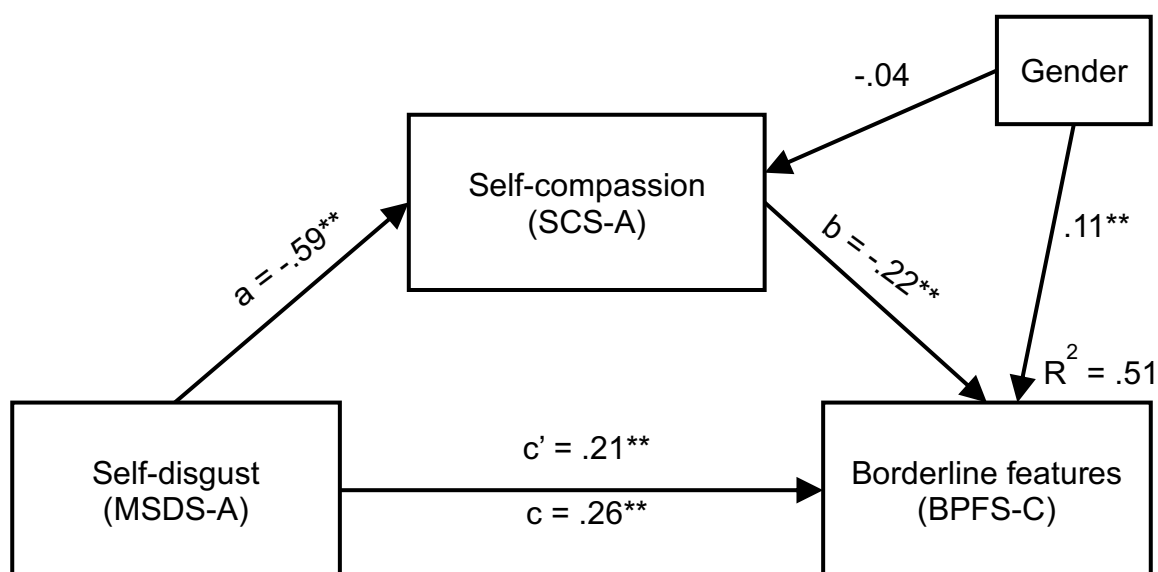 Gender
-.04
Self-compassion
(SCS-A)
.11**
a = -.59**
b = -.22**
R² = .51
Self-disgust
(MSDS-A)
c’ = .21**
c = .26**
Borderline features
(BPFS-C)